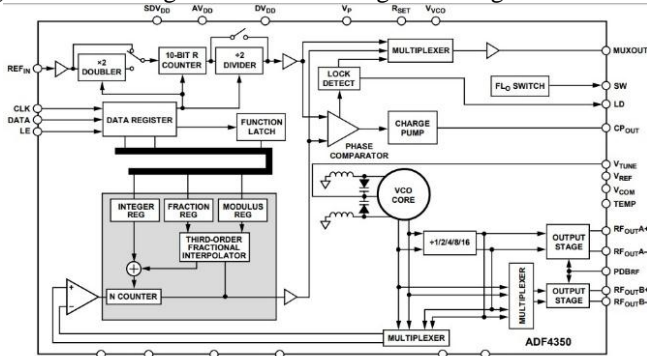 SDVDD AVDD DVDD VP RSET VVCO
REFIN
×2
DOUBLER
10-BIT R
COUNTER
÷2
DIVIDER
MULTIPLEXER
MUXOUT
LOCK
DETECT
FLO SWITCH
SW
LD
CLK
DATA
LE
DATA REGISTER
FUNCTION
LATCH
PHASE
COMPARATOR
CHARGE
PUMP
CPOUT
VTUNE
VREF
VCOM
TEMP
VCO
CORE
INTEGER
REG
FRACTION
REG
MODULUS
REG
THIRD-ORDER
FRACTIONAL
INTERPOLATOR
N COUNTER
÷1/2/4/8/16
OUTPUT
STAGE
RFOUTA+
RFOUTA-
PDBRF
MULTIPLEXER
OUTPUT
STAGE
RFOUTB+
RFOUTB-
MULTIPLEXER
ADF4350